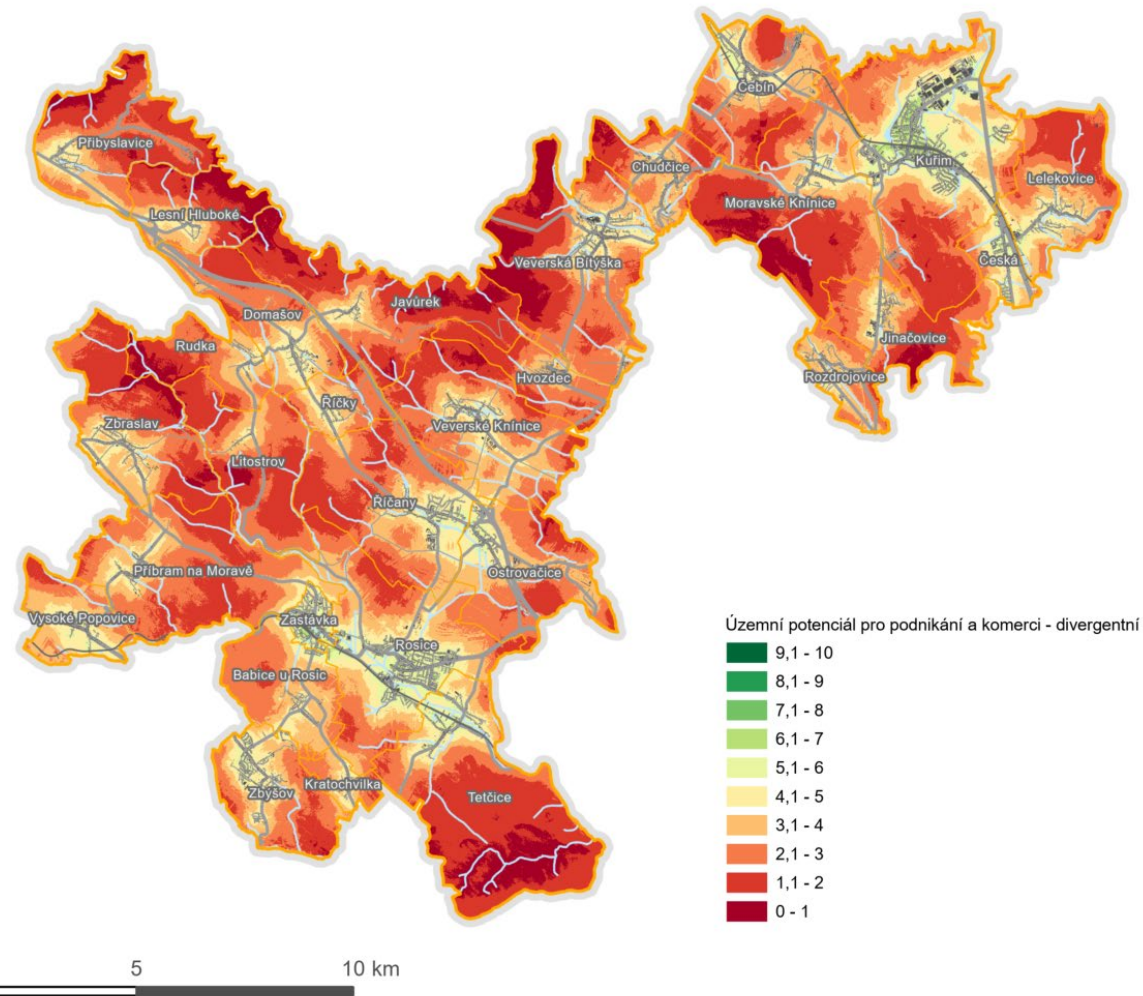 Čebín
Přibyslavice
Chudčice
Kuřim
Lelekovice
Lesní Hluboké
Moravské Knínice
Veverská Bítýška
Česká
Javůrek
Domašov
Rudka
Jinačovice
Hvozdec
Rozdrojovice
Říčky
Zbraslav
Veverské Knínice
Litostrov
Říčany
Příbram na Moravě
Ostrovačice
Vysoké Popovice
Zastávka
Rosice
Babice u Rosic
Kratochvilka
Zbýšov
Tetčice
Územní potenciál pro podnikání a komerci - divergentní
9,1 - 10
8,1 - 9
7,1 - 8
6,1 - 7
5,1 - 6
4,1 - 5
3,1 - 4
2,1 - 3
1,1 - 2
0 - 1
5 10 km